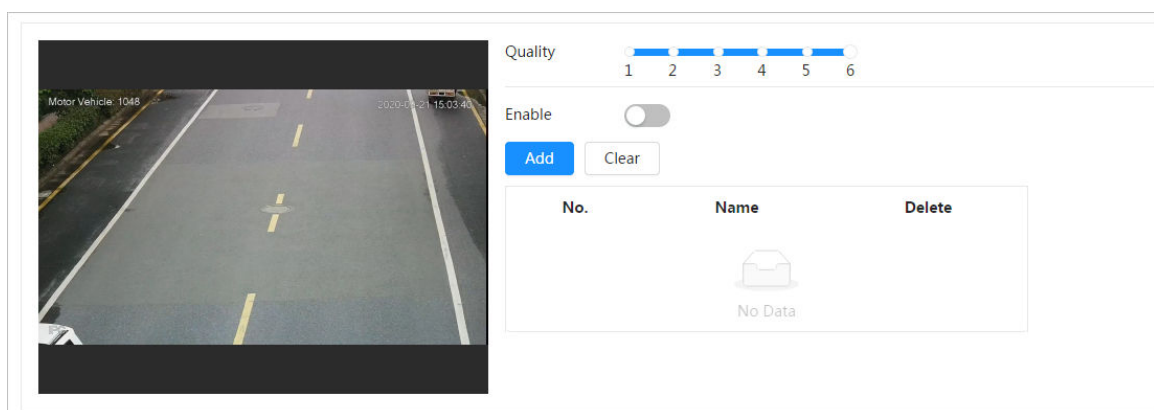 Motor Vehicle: 1048
Quality
1 2 3 4 5 6
Enable
Add Clear
No. Name Delete
No Data